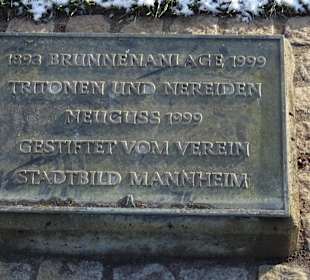 1893 BRUNNENANLAGE 1999
TRITONEN UND NEREIDEN
NEUGUSS 1999
GESTIFTET VOM VEREIN
STADTBILD MANNHEIM